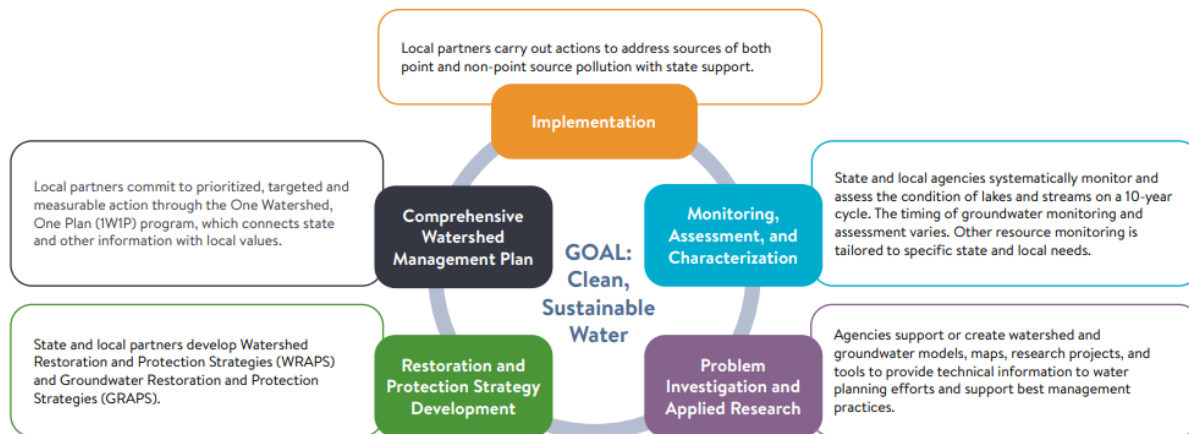 Local partners carry out actions to address sources of both
point and non-point source pollution with state support.
Implementation
Local partners commit to prioritized, targeted and
measurable action through the One Watershed,
One Plan (1W1P) program, which connects state
and other information with local values.
Comprehensive
Watershed
Management Plan
GOAL:
Clean,
Sustainable
Water
Monitoring,
Assessment, and
Characterization
State and local agencies systematically monitor and
assess the condition of lakes and streams on a 10-year
cycle. The timing of groundwater monitoring and
assessment varies. Other resource monitoring is
tailored to specific state and local needs.
State and local partners develop Watershed
Restoration and Protection Strategies (WRAPS)
and Groundwater Restoration and Protection
Strategies (GRAPS).
Restoration and
Protection Strategy
Development
Problem
Investigation and
Applied Research
Agencies support or create watershed and
groundwater models, maps, research projects, and
tools to provide technical information to water
planning efforts and support best management
practices.